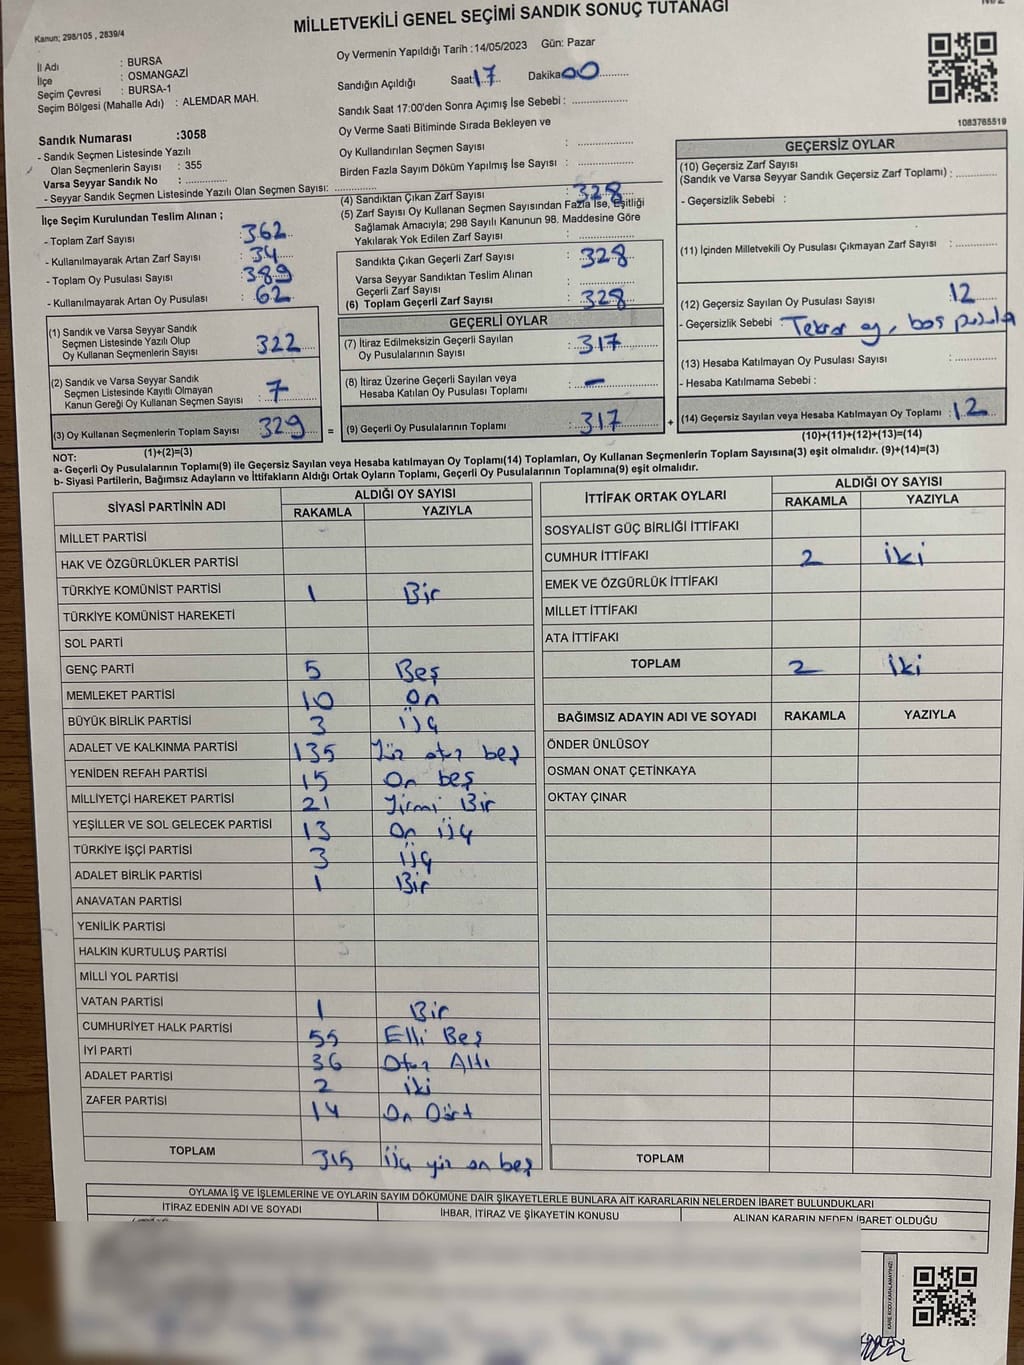 MİLLETVEKİLİ GENEL SEÇİMİ SANDIK SONUÇ TUTANAĞI
Kanun; 298/105 , 2839/4
İl Adı : BURSA
İlçe : OSMANGAZİ
Seçim Çevresi : BURSA-1
Seçim Bölgesi (Mahalle Adı) : ALEMDAR MAH.
Sandık Numarası :3058
- Sandık Seçmen Listesinde Yazılı
Olan Seçmenlerin Sayısı : 355
Varsa Seyyar Sandık No : ..............
- Seyyar Sandık Seçmen Listesinde Yazılı Olan Seçmen Sayısı: ..............
Oy Vermenin Yapıldığı Tarih :14/05/2023 Gün: Pazar
Sandığın Açıldığı Saat: 17 Dakika 00
Sandık Saat 17:00'den Sonra Açımış İse Sebebi : ..............
Oy Verme Saati Bitiminde Sırada Bekleyen ve
Oy Kullandırılan Seçmen Sayısı : ..............
Birden Fazla Sayım Döküm Yapılmış İse Sayısı : ..............
1083765519
İlçe Seçim Kurulundan Teslim Alınan ;
- Toplam Zarf Sayısı : 362
- Kullanılmayarak Artan Zarf Sayısı : 34
- Toplam Oy Pusulası Sayısı : 389
- Kullanılmayarak Artan Oy Pusulası : 62
(1) Sandık ve Varsa Seyyar Sandık
Seçmen Listesinde Yazılı Olup
Oy Kullanan Seçmenlerin Sayısı : 322
(2) Sandık ve Varsa Seyyar Sandık
Seçmen Listesinde Kayıtlı Olmayan
Kanun Gereği Oy Kullanan Seçmen Sayısı : 7
(3) Oy Kullanan Seçmenlerin Toplam Sayısı 329 =
(1)+(2)=(3)
(4) Sandıktan Çıkan Zarf Sayısı : 328
(5) Zarf Sayısı Oy Kullanan Seçmen Sayısından Fazla İse, Eşitliği
Sağlamak Amacıyla; 298 Sayılı Kanunun 98. Maddesine Göre
Yakılarak Yok Edilen Zarf Sayısı : ..............
Sandıkta Çıkan Geçerli Zarf Sayısı : 328
Varsa Seyyar Sandıktan Teslim Alınan
Geçerli Zarf Sayısı : ..............
(6) Toplam Geçerli Zarf Sayısı : 328
GEÇERLİ OYLAR
(7) İtiraz Edilmeksizin Geçerli Sayılan
Oy Pusulalarının Sayısı : 317
(8) İtiraz Üzerine Geçerli Sayılan veya
Hesaba Katılan Oy Pusulası Toplamı : -
(9) Geçerli Oy Pusulalarının Toplamı : 317 +
GEÇERSİZ OYLAR
(10) Geçersiz Zarf Sayısı
(Sandık ve Varsa Seyyar Sandık Geçersiz Zarf Toplamı) : ..............
- Geçersizlik Sebebi :
(11) İçinden Milletvekili Oy Pusulası Çıkmayan Zarf Sayısı : ..............
(12) Geçersiz Sayılan Oy Pusulası Sayısı : 12
- Geçersizlik Sebebi : Tekrar oy, boş pusula
(13) Hesaba Katılmayan Oy Pusulası Sayısı : ..............
- Hesaba Katılmama Sebebi :
(14) Geçersiz Sayılan veya Hesaba Katılmayan Oy Toplamı : 12
(10)+(11)+(12)+(13)=(14)
NOT:
a- Geçerli Oy Pusulalarının Toplamı(9) ile Geçersiz Sayılan veya Hesaba katılmayan Oy Toplamı(14) Toplamları, Oy Kullanan Seçmenlerin Toplam Sayısına(3) eşit olmalıdır. (9)+(14)=(3)
b- Siyasi Partilerin, Bağımsız Adayların ve İttifakların Aldığı Ortak Oyların Toplamı, Geçerli Oy Pusulalarının Toplamına(9) eşit olmalıdır.
SİYASİ PARTİNİN ADI ALDIĞI OY SAYISI
RAKAMLA YAZIYLA
MİLLET PARTİSİ
HAK VE ÖZGÜRLÜKLER PARTİSİ
TÜRKİYE KOMÜNİST PARTİSİ 1 Bir
TÜRKİYE KOMÜNİST HAREKETİ
SOL PARTİ
GENÇ PARTİ 5 Beş
MEMLEKET PARTİSİ 10 On
BÜYÜK BİRLİK PARTİSİ 3 Üç
ADALET VE KALKINMA PARTİSİ 135 Yüz otuz beş
YENİDEN REFAH PARTİSİ 15 On beş
MİLLİYETÇİ HAREKET PARTİSİ 21 Yirmi Bir
YEŞİLLER VE SOL GELECEK PARTİSİ 13 On üç
TÜRKİYE İŞÇİ PARTİSİ 3 Üç
ADALET BİRLİK PARTİSİ 1 Bir
ANAVATAN PARTİSİ
YENİLİK PARTİSİ
HALKIN KURTULUŞ PARTİSİ
MİLLİ YOL PARTİSİ
VATAN PARTİSİ 1 Bir
CUMHURİYET HALK PARTİSİ 55 Elli Beş
İYİ PARTİ 36 Otuz Altı
ADALET PARTİSİ 2 iki
ZAFER PARTİSİ 14 On Dört
TOPLAM 315 Üç yüz on beş
İTTİFAK ORTAK OYLARI ALDIĞI OY SAYISI
RAKAMLA YAZIYLA
SOSYALİST GÜÇ BİRLİĞİ İTTİFAKI
CUMHUR İTTİFAKI 2 iki
EMEK VE ÖZGÜRLÜK İTTİFAKI
MİLLET İTTİFAKI
ATA İTTİFAKI
TOPLAM 2 iki
BAĞIMSIZ ADAYIN ADI VE SOYADI RAKAMLA YAZIYLA
ÖNDER ÜNLÜSOY
OSMAN ONAT ÇETİNKAYA
OKTAY ÇINAR
TOPLAM
OYLAMA İŞ VE İŞLEMLERİNE VE OYLARIN SAYIM DÖKÜMÜNE DAİR ŞİKAYETLERLE BUNLARA AİT KARARLARIN NELERDEN İBARET BULUNDUKLARI
İTİRAZ EDENİN ADI VE SOYADI İHBAR, İTİRAZ VE ŞİKAYETİN KONUSU ALINAN KARARIN NEDEN İBARET OLDUĞU
KARE KODU KARALAMAYINIZ!